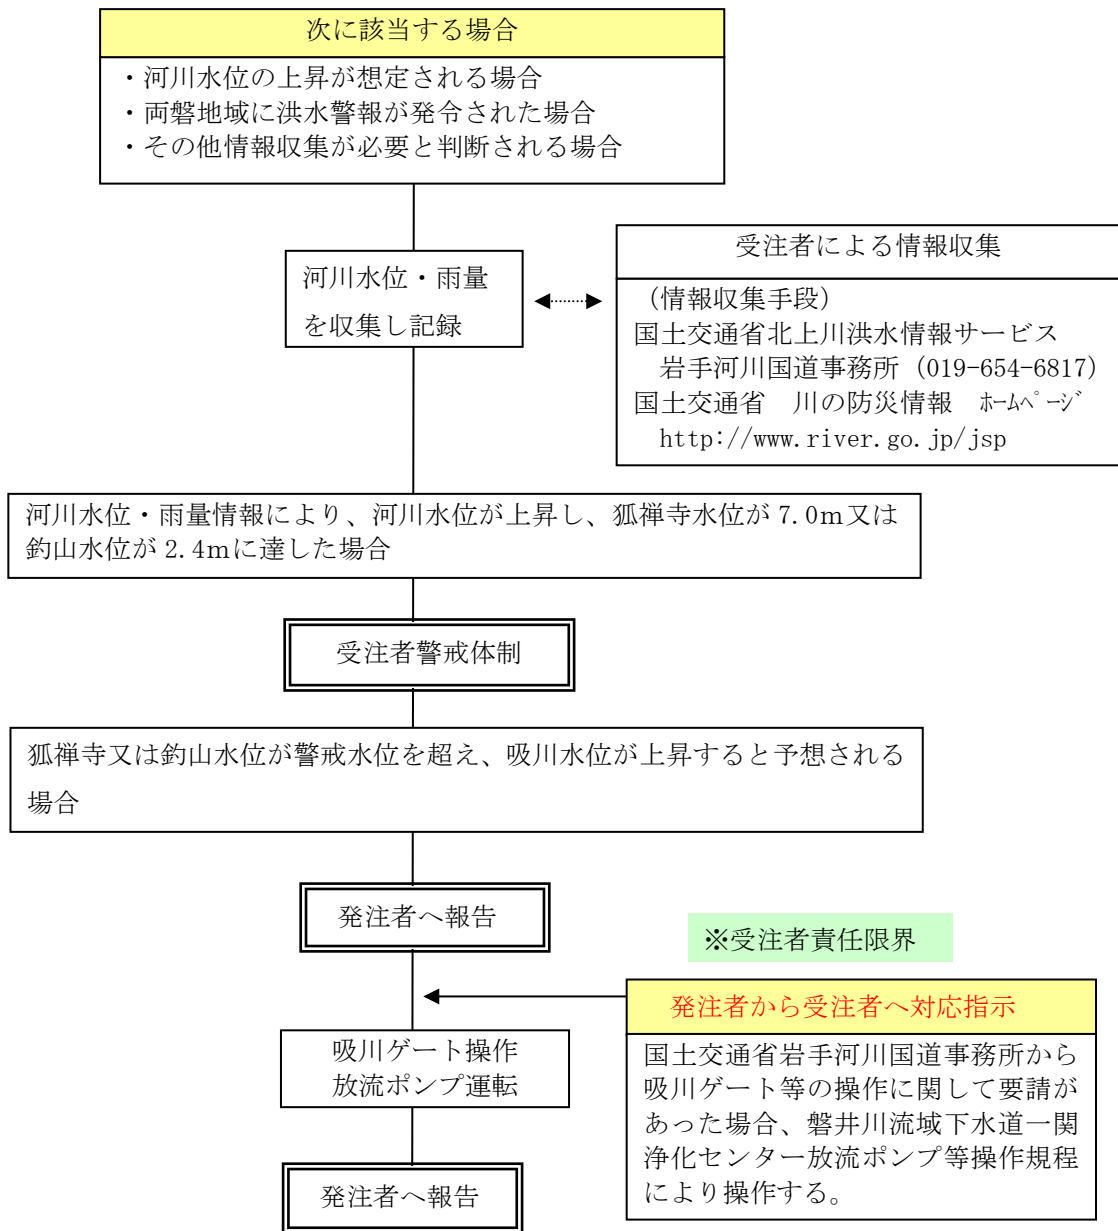 次に該当する場合
・河川水位の上昇が想定される場合
・両磐地域に洪水警報が発令された場合
・その他情報収集が必要と判断される場合
河川水位・雨量
を収集し記録
受注者による情報収集
（情報収集手段）
国土交通省北上川洪水情報サービス
岩手河川国道事務所（019-654-6817）
国土交通省　川の防災情報　ﾎｰﾑﾍﾟｰｼﾞ
http://www.river.go.jp/jsp
河川水位・雨量情報により、河川水位が上昇し、狐禅寺水位が 7.0m又は
釣山水位が 2.4mに達した場合
受注者警戒体制
狐禅寺又は釣山水位が警戒水位を超え、吸川水位が上昇すると予想される
場合
発注者へ報告
※受注者責任限界
発注者から受注者へ対応指示
国土交通省岩手河川国道事務所から
吸川ゲート等の操作に関して要請が
あった場合、磐井川流域下水道一関
浄化センター放流ポンプ等操作規程
により操作する。
吸川ゲート操作
放流ポンプ運転
発注者へ報告